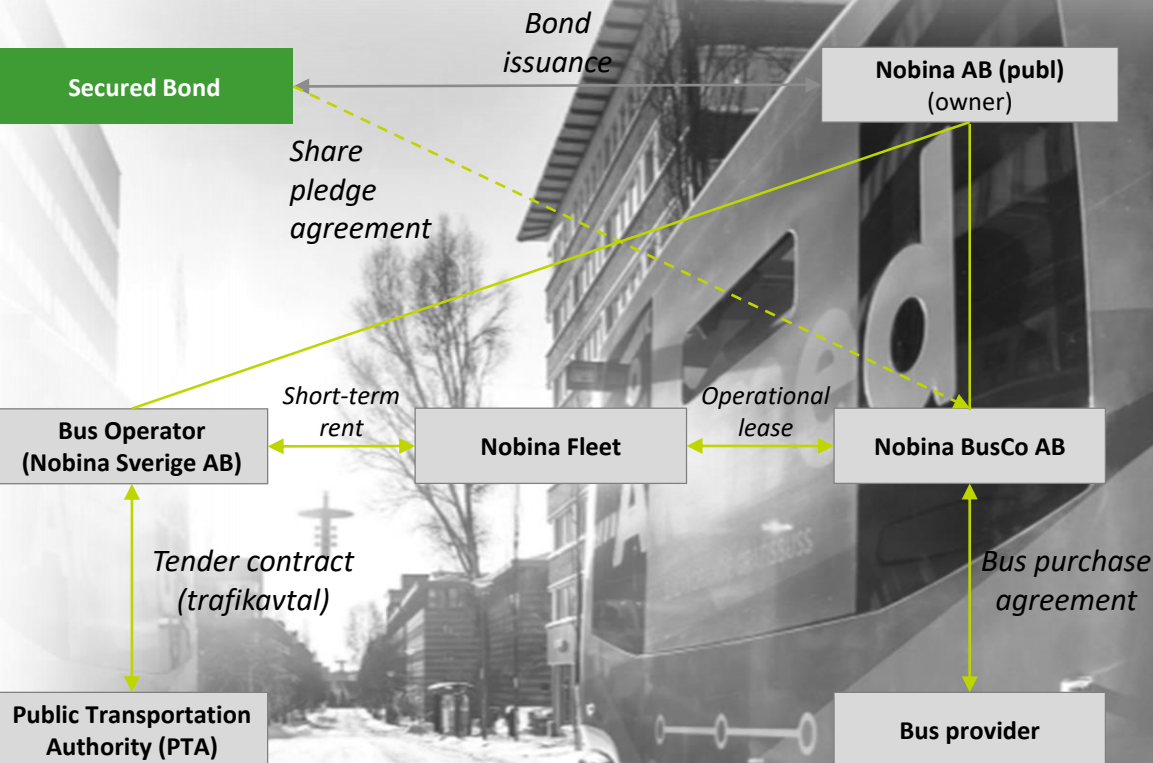 Bond
issuance
Secured Bond
Nobina AB (publ)
(owner)
Share
pledge
agreement
Short-term
rent
Operational
lease
Bus Operator
(Nobina Sverige AB)
Nobina Fleet
Nobina BusCo AB
Tender contract
(trafikavtal)
Bus purchase
agreement
Public Transportation
Authority (PTA)
Bus provider